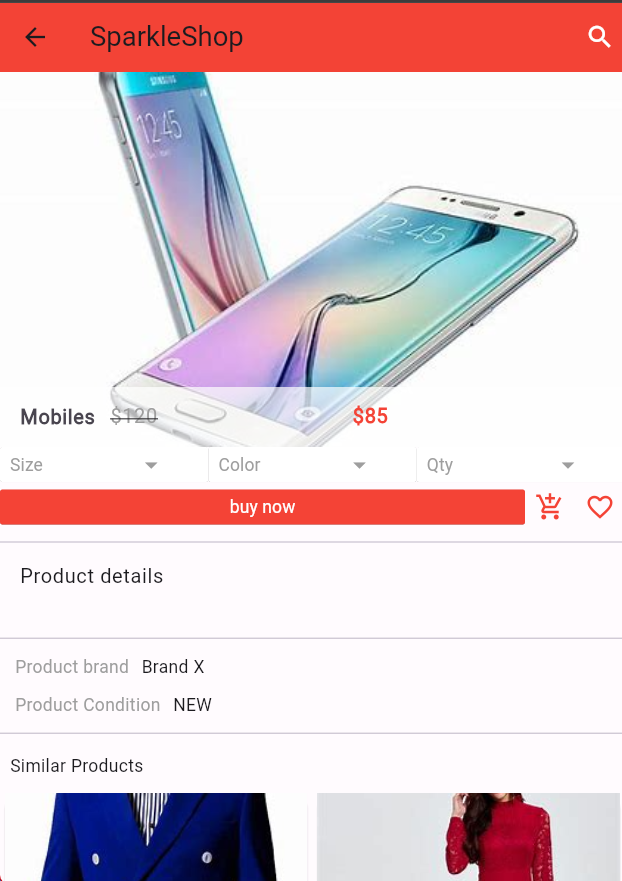 SparkleShop
SAMSUNG
12:45
12:45
Mobiles $120 $85
Size Color Qty
buy now
Product details
Product brand Brand X
Product Condition NEW
Similar Products